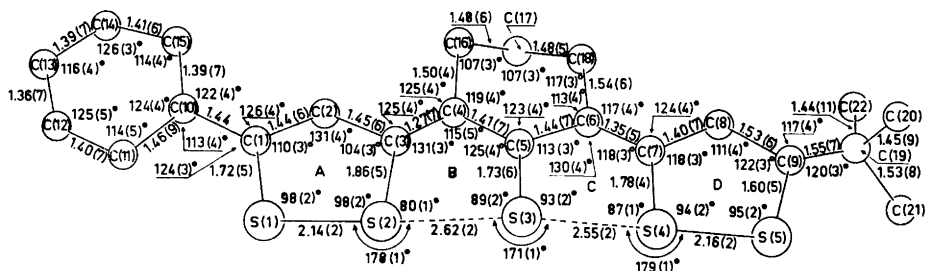 C(14) 1.41(6) C(15) 1.39(7) 126(3)° 114(4)°
C(13) 116(4)° 1.39(7)
1.36(7) 125(5)° 124(4)° C(10) 122(4)°
C(12) 114(5)° 1.44
1.40(7) C(11) 1.46(9) 113(4)°
124(3)° C(1) 126(4)° 1.44(6) C(2) 1.45(6) 125(4)°
110(3)° 131(4)° 104(3)° C(3) 131(3)°
1.72(5) A 1.86(5) B
S(1) 98(2)° 98(2)° S(2) 80(1)°
2.14(2) 178(1)° 2.62(2)
1.48(6) C(17)
C(16) 1.48(5) C(18)
107(3)° 107(3)° 117(3)°
1.50(4) 1.54(6)
125(4)° C(4) 119(4)° 123(4)° 113(4)° C(6) 117(4)°
1.27(7) 115(5)° 1.41(7) 1.44(7) 1.35(5)
125(4)° C(5) 113(3)° 130(4)° C
1.73(6)
89(2)° S(3) 93(2)°
171(1)° 2.55(2)
124(4)° C(8) 1.53(6) 117(4)°
118(3)° C(7) 1.40(7) 118(3)° 111(4)° 122(3)° C(9) 1.55(7) 120(3)°
1.78(4) D 1.60(5)
87(1)° S(4) 94(2)° 95(2)° S(5)
179(1)° 2.16(2)
1.44(11) C(22) C(20)
1.45(9)
C(19)
1.53(8)
C(21)